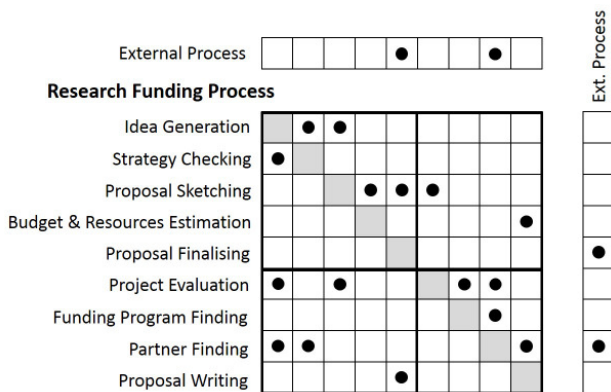 External Process
Ext. Process
Research Funding Process
Idea Generation
Strategy Checking
Proposal Sketching
Budget & Resources Estimation
Proposal Finalising
Project Evaluation
Funding Program Finding
Partner Finding
Proposal Writing